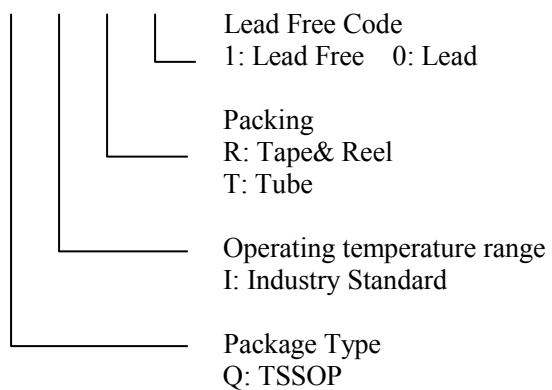 Lead Free Code
1: Lead Free 0: Lead
Packing
R: Tape& Reel
T: Tube
Operating temperature range
I: Industry Standard
Package Type
Q: TSSOP